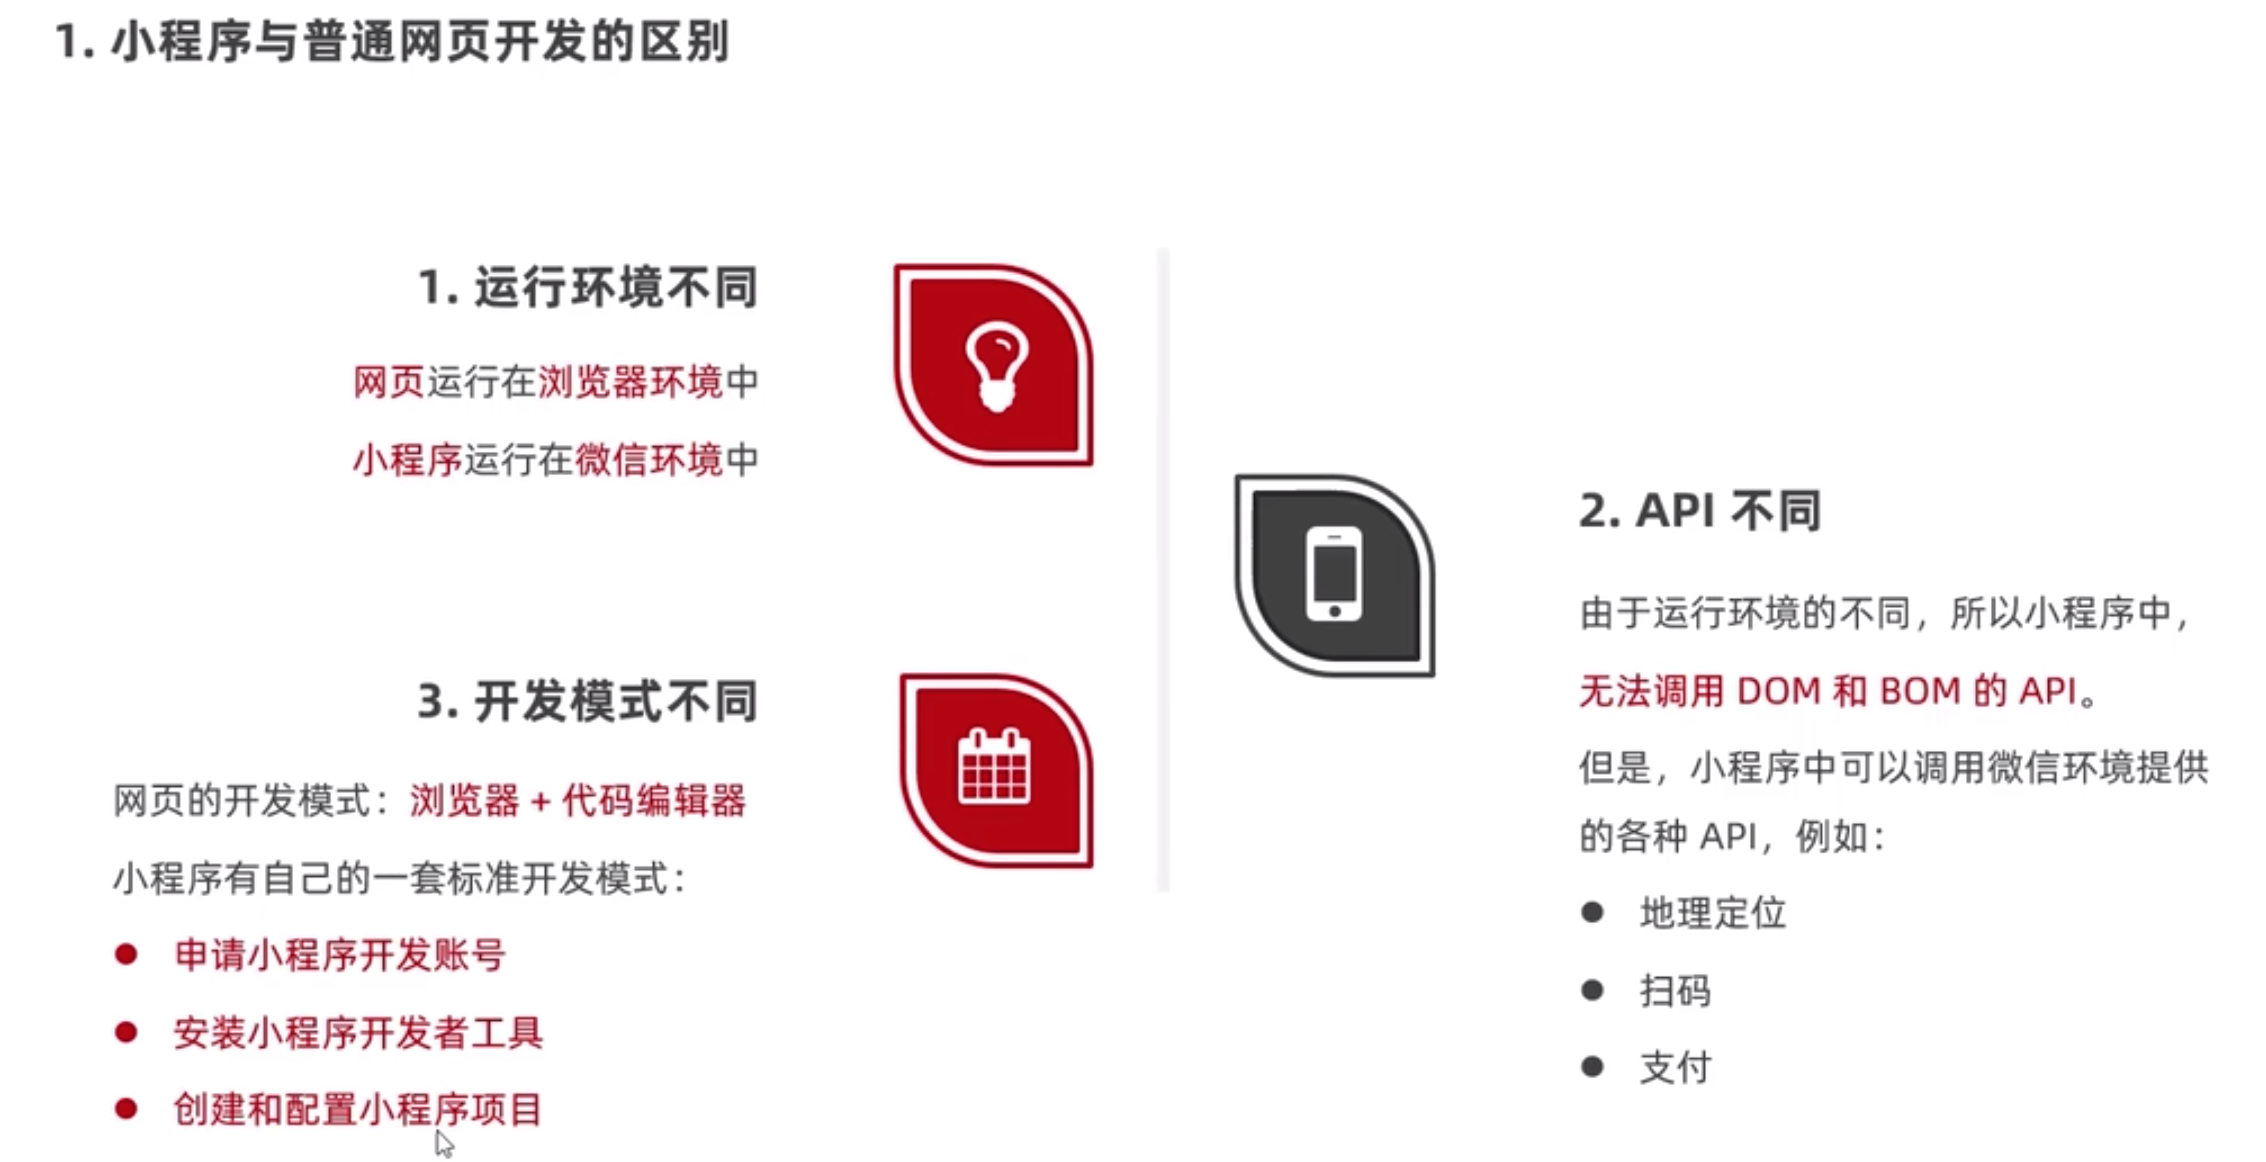 1. 小程序与普通网页开发的区别
1. 运行环境不同
网页运行在浏览器环境中
小程序运行在微信环境中
2. API 不同
由于运行环境的不同，所以小程序中，
无法调用 DOM 和 BOM 的 API。
但是，小程序中可以调用微信环境提供
的各种 API，例如：
● 地理定位
● 扫码
● 支付
3. 开发模式不同
网页的开发模式：浏览器 + 代码编辑器
小程序有自己的一套标准开发模式：
● 申请小程序开发账号
● 安装小程序开发者工具
● 创建和配置小程序项目